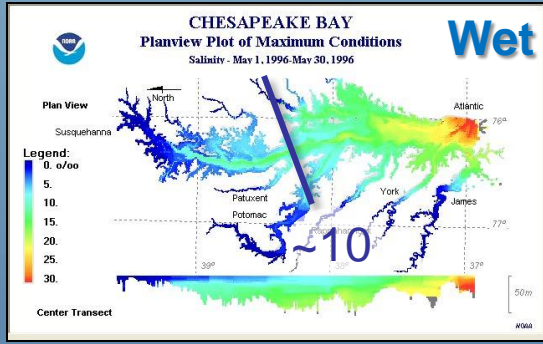 CHESAPEAKE BAY
Planview Plot of Maximum Conditions
Salinity - May 1, 1996-May 30, 1996
Wet
NOAA
North
Plan View
Atlantic
76°
Susquehanna
Legend:
0. o/oo
5.
10.
15.
20.
25.
30.
Patuxent
Potomac
York
James
77°
Rappahannock
~10
39°
38°
37°
50m
Center Transect
NOAA